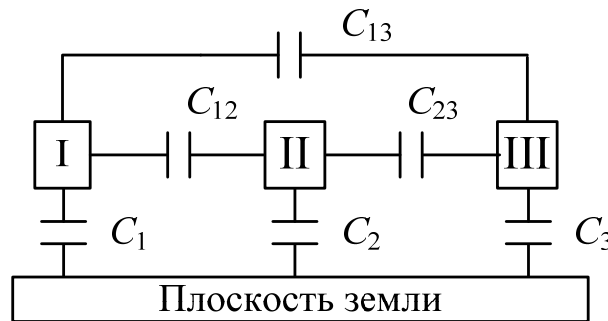 C13
C12 C23
I II III
C1 C2 C3
Плоскость земли